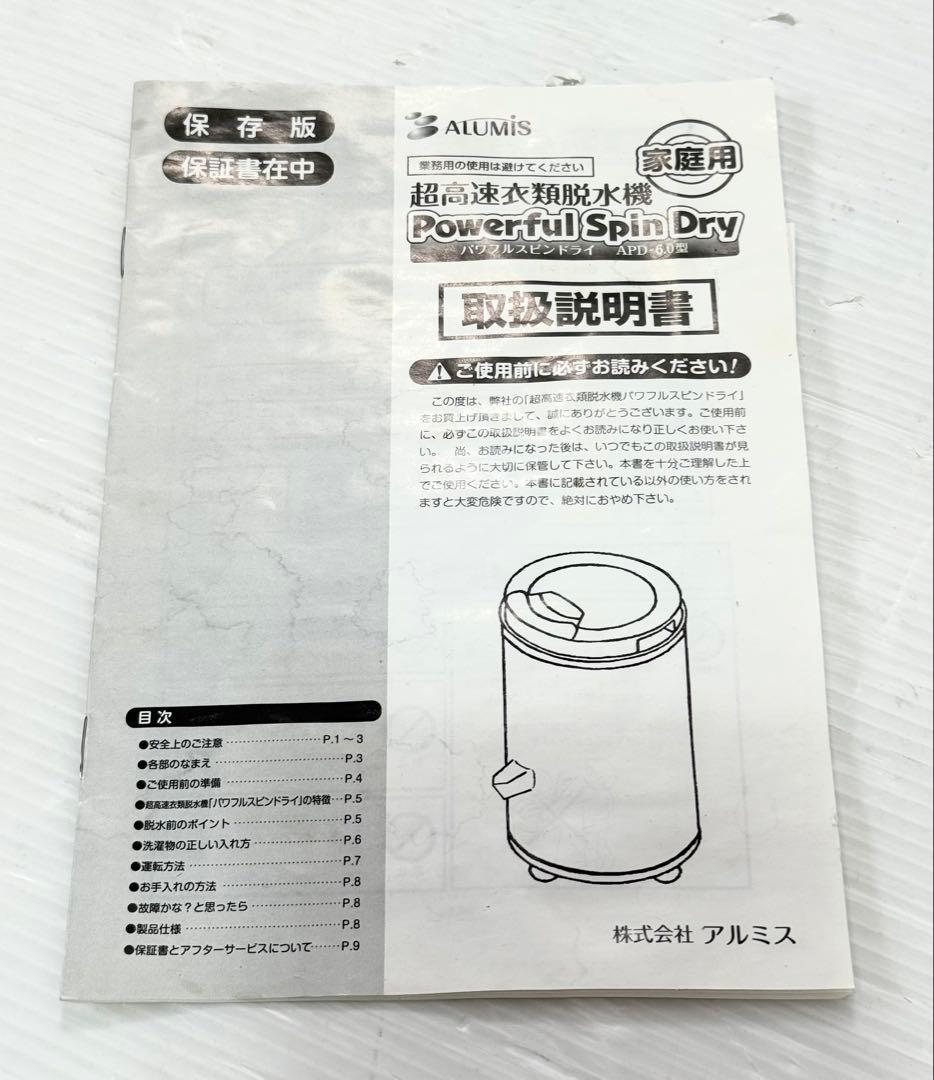 保存版
保証書在中
ALUMiS
業務用の使用は避けてください
家庭用
超高速衣類脱水機
Powerful Spin Dry
パワフルスピンドライ APD-6.0型
取扱説明書
ご使用前に必ずお読みください!
この度は、弊社の「超高速衣類脱水機パワフルスピンドライ」
をお買上げ頂きまして、誠にありがとうございます。ご使用前
に、必ずこの取扱説明書をよくお読みになり正しくお使い下さ
い。 尚、お読みになった後は、いつでもこの取扱説明書が見
られるように大切に保管して下さい。本書を十分ご理解した上
でご使用ください。本書に記載されている以外の使い方をされ
ますと大変危険ですので、絶対におやめ下さい。
目次
●安全上のご注意 …………………… P.1～3
●各部のなまえ …………………………… P.3
●ご使用前の準備 ………………………… P.4
●超高速衣類脱水機「パワフルスピンドライ」の特徴… P.5
●脱水前のポイント ……………………… P.5
●洗濯物の正しい入れ方 ………………… P.6
●運転方法 ………………………………… P.7
●お手入れの方法 ………………………… P.8
●故障かな?と思ったら ………………… P.8
●製品仕様 ………………………………… P.8
●保証書とアフターサービスについて …… P.9
株式会社 アルミス